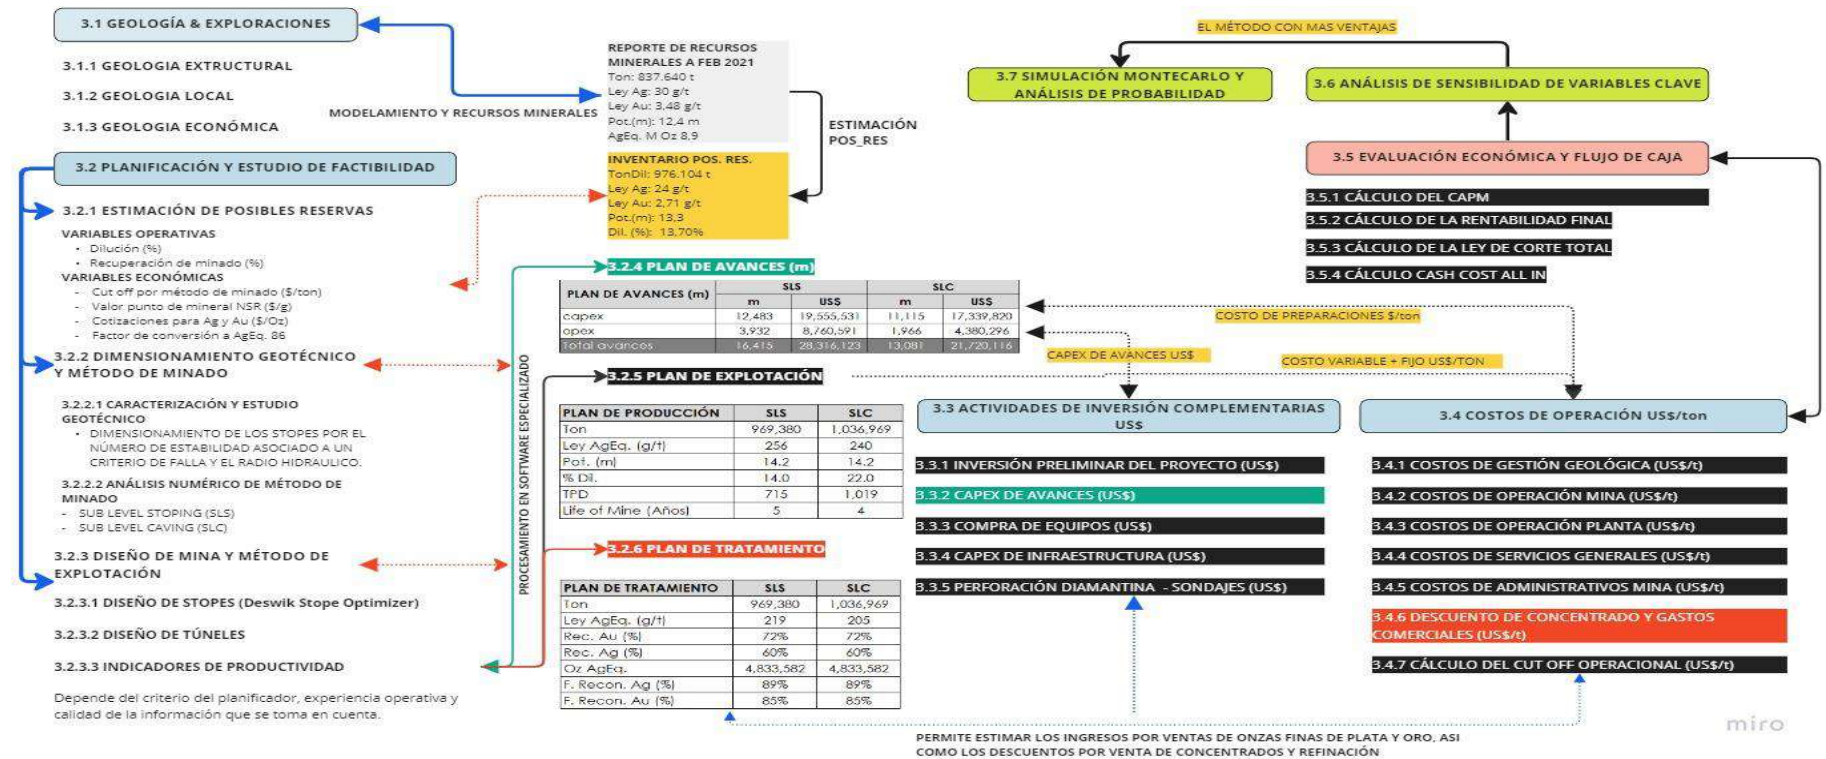 3.1 GEOLOGÍA & EXPLORACIONES
3.1.1 GEOLOGIA EXTRUCTURAL
3.1.2 GEOLOGIA LOCAL
3.1.3 GEOLOGIA ECONÓMICA
MODELAMIENTO Y RECURSOS MINERALES
REPORTE DE RECURSOS
MINERALES A FEB 2021
Ton: 837.640 t
Ley Ag: 30 g/t
Ley Au: 3,48 g/t
Pot.(m): 12,4 m
AgEq. M Oz 8,9
ESTIMACIÓN
POS_RES
INVENTARIO POS. RES.
TonDil: 976.104 t
Ley Ag: 24 g/t
Ley Au: 2,71 g/t
Pot.(m): 13,3
Dil. (%): 13,70%
3.2 PLANIFICACIÓN Y ESTUDIO DE FACTIBILIDAD
3.2.1 ESTIMACIÓN DE POSIBLES RESERVAS
VARIABLES OPERATIVAS
• Dilución (%)
• Recuperación de minado (%)
VARIABLES ECONÓMICAS
- Cut off por método de minado ($/ton)
- Valor punto de mineral NSR ($/g)
- Cotizaciones para Ag y Au ($/Oz)
- Factor de conversión a AgEq. 86
3.2.2 DIMENSIONAMIENTO GEOTÉCNICO
Y MÉTODO DE MINADO
3.2.2.1 CARACTERIZACIÓN Y ESTUDIO
GEOTÉCNICO
• DIMENSIONAMIENTO DE LOS STOPES POR EL
NÚMERO DE ESTABILIDAD ASOCIADO A UN
CRITERIO DE FALLA Y EL RADIO HIDRAULICO.
3.2.2.2 ANÁLISIS NUMÉRICO DE MÉTODO DE
MINADO
- SUB LEVEL STOPING (SLS)
- SUB LEVEL CAVING (SLC)
3.2.3 DISEÑO DE MINA Y MÉTODO DE
EXPLOTACIÓN
3.2.3.1 DISEÑO DE STOPES (Deswik Stope Optimizer)
3.2.3.2 DISEÑO DE TÚNELES
3.2.3.3 INDICADORES DE PRODUCTIVIDAD
Depende del criterio del planificador, experiencia operativa y
calidad de la información que se toma en cuenta.
PROCESAMIENTO EN SOFTWARE ESPECIALIZADO
3.2.4 PLAN DE AVANCES (m)
PLAN DE AVANCES (m) SLS SLC
m US$ m US$
capex 12,483 19,555,531 11,115 17,339,820
opex 3,932 8,760,591 1,966 4,380,296
Total avances 16,415 28,316,123 13,081 21,720,116
3.2.5 PLAN DE EXPLOTACIÓN
PLAN DE PRODUCCIÓN SLS SLC
Ton 969,380 1,036,969
Ley AgEq. (g/t) 256 240
Pot. (m) 14.2 14.2
% Dil. 14.0 22.0
TPD 715 1,019
Life of Mine (Años) 5 4
3.2.6 PLAN DE TRATAMIENTO
PLAN DE TRATAMIENTO SLS SLC
Ton 969,380 1,036,969
Ley AgEq. (g/t) 219 205
Rec. Au (%) 72% 72%
Rec. Ag (%) 60% 60%
Oz AgEq. 4,833,582 4,833,582
F. Recon. Ag (%) 89% 89%
F. Recon. Au (%) 85% 85%
EL MÉTODO CON MAS VENTAJAS
3.7 SIMULACIÓN MONTECARLO Y
ANÁLISIS DE PROBABILIDAD
3.6 ANÁLISIS DE SENSIBILIDAD DE VARIABLES CLAVE
3.5 EVALUACIÓN ECONÓMICA Y FLUJO DE CAJA
3.5.1 CÁLCULO DEL CAPM
3.5.2 CÁLCULO DE LA RENTABILIDAD FINAL
3.5.3 CÁLCULO DE LA LEY DE CORTE TOTAL
3.5.4 CÁLCULO CASH COST ALL IN
COSTO DE PREPARACIONES $/ton
CAPEX DE AVANCES US$
COSTO VARIABLE + FIJO US$/TON
3.3 ACTIVIDADES DE INVERSIÓN COMPLEMENTARIAS
US$
3.3.1 INVERSIÓN PRELIMINAR DEL PROYECTO (US$)
3.3.2 CAPEX DE AVANCES (US$)
3.3.3 COMPRA DE EQUIPOS (US$)
3.3.4 CAPEX DE INFRAESTRUCTURA (US$)
3.3.5 PERFORACIÓN DIAMANTINA - SONDAJES (US$)
3.4 COSTOS DE OPERACIÓN US$/ton
3.4.1 COSTOS DE GESTIÓN GEOLÓGICA (US$/t)
3.4.2 COSTOS DE OPERACIÓN MINA (US$/t)
3.4.3 COSTOS DE OPERACIÓN PLANTA (US$/t)
3.4.4 COSTOS DE SERVICIOS GENERALES (US$/t)
3.4.5 COSTOS DE ADMINISTRATIVOS MINA (US$/t)
3.4.6 DESCUENTO DE CONCENTRADO Y GASTOS
COMERCIALES (US$/t)
3.4.7 CÁLCULO DEL CUT OFF OPERACIONAL (US$/t)
PERMITE ESTIMAR LOS INGRESOS POR VENTAS DE ONZAS FINAS DE PLATA Y ORO, ASI
COMO LOS DESCUENTOS POR VENTA DE CONCENTRADOS Y REFINACIÓN
miro